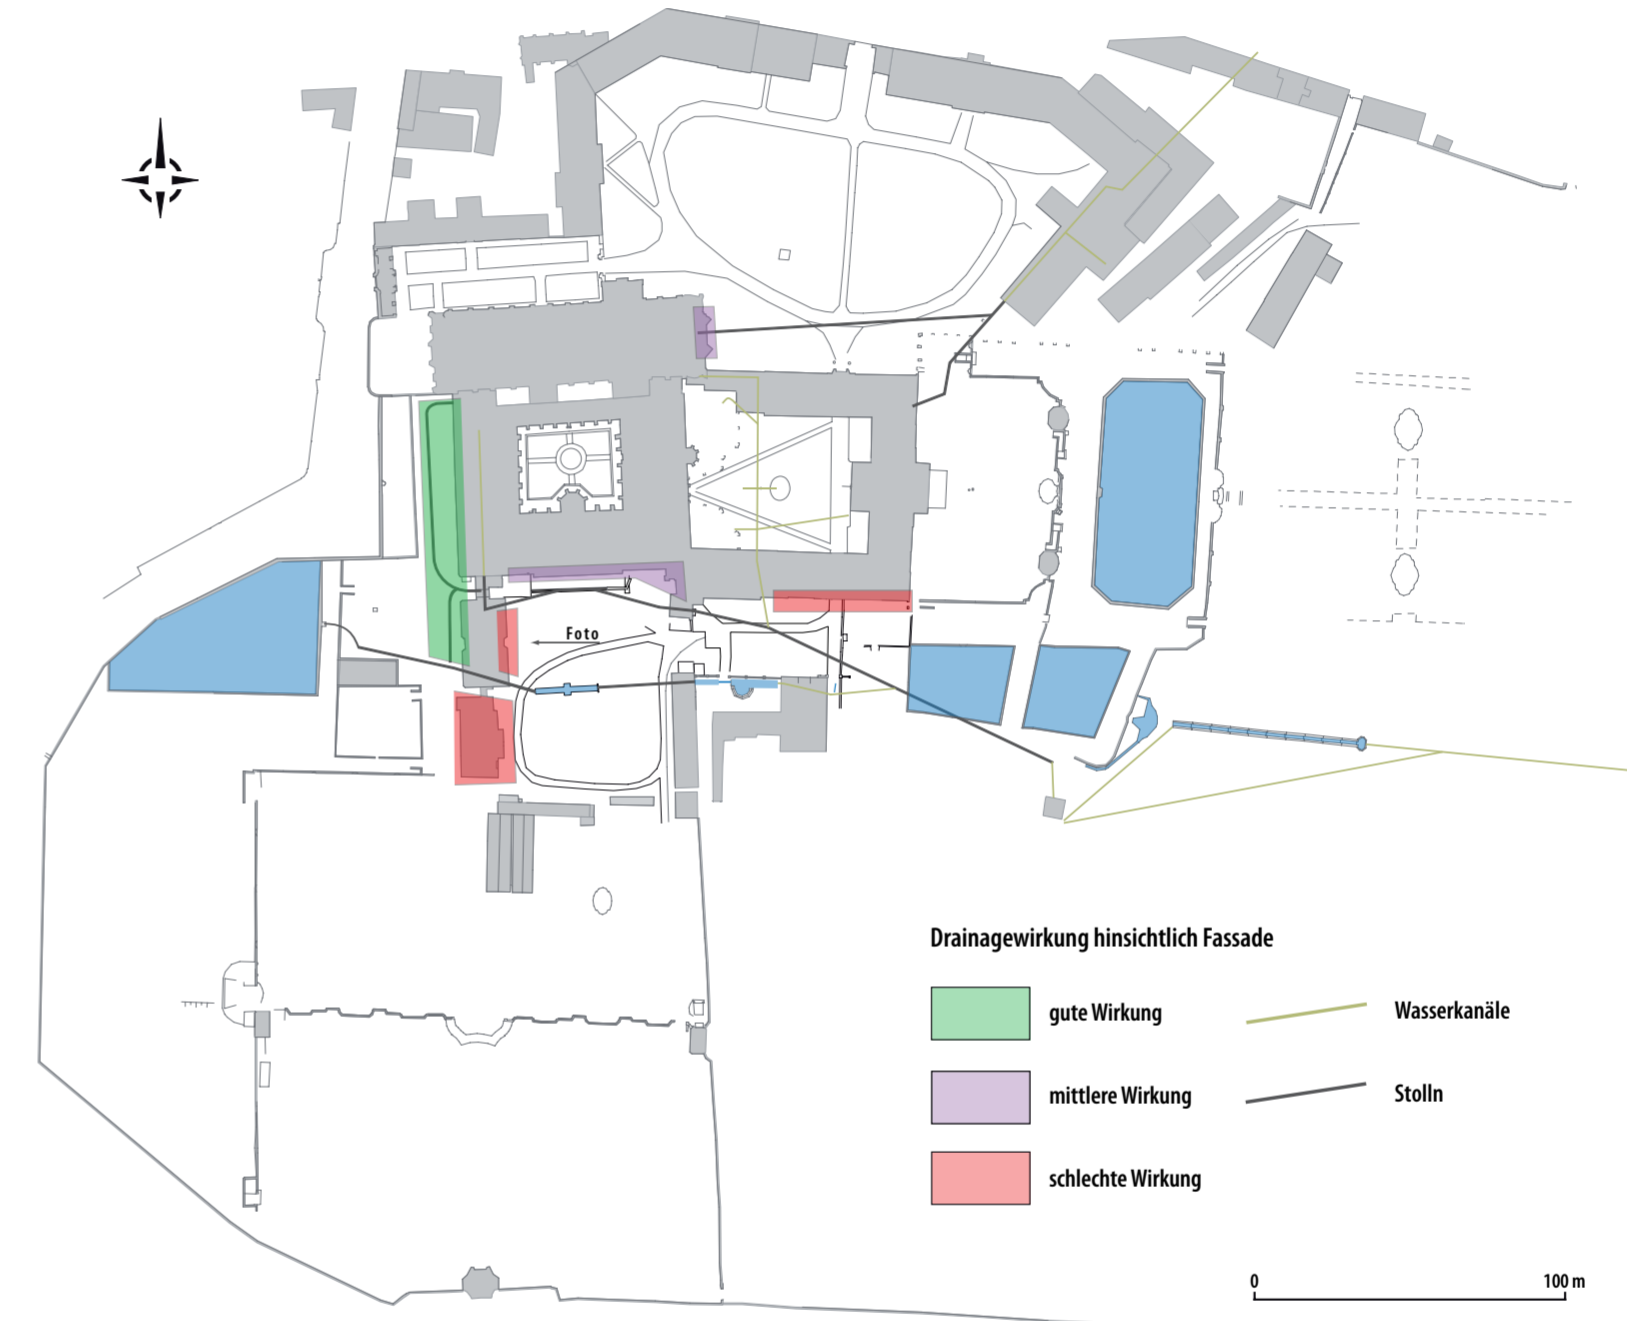 Foto
Drainagewirkung hinsichtlich Fassade
gute Wirkung
Wasserkanäle
mittlere Wirkung
Stolln
schlechte Wirkung
0 100 m